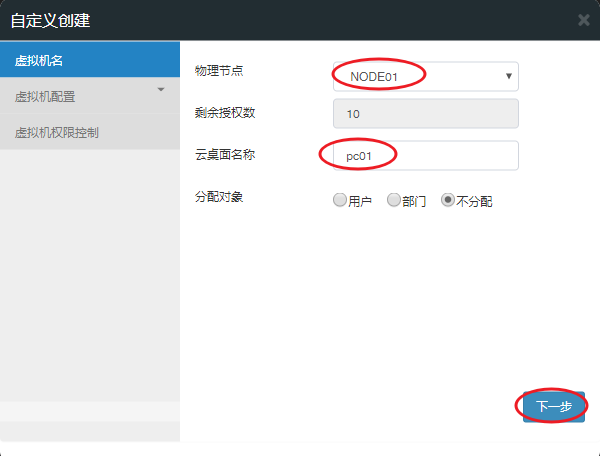 自定义创建
虚拟机名
虚拟机配置
虚拟机权限控制
物理节点 NODE01
剩余授权数 10
云桌面名称 pc01
分配对象 用户 部门 不分配
下一步